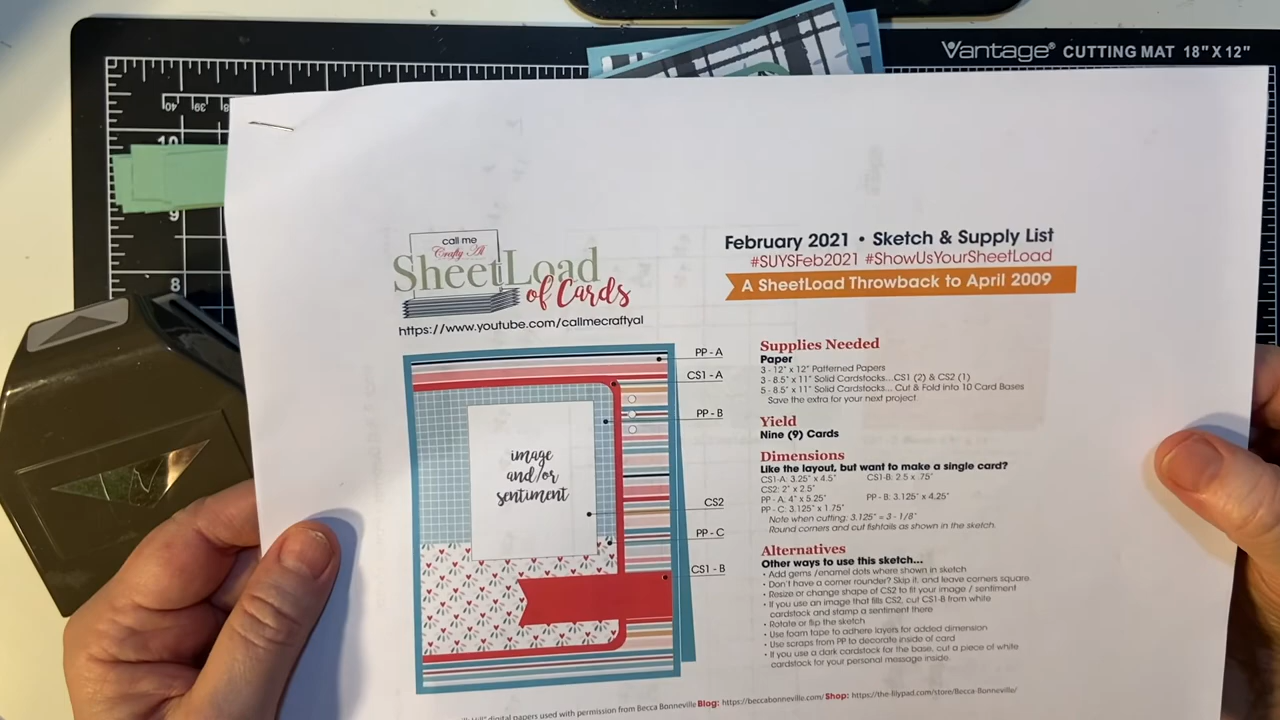 Vantage® CUTTING MAT 18" X 12"
40
39
10
9
8
call me
Crafty Al
SheetLoad
of Cards
https://www.youtube.com/callmecraftyal
February 2021 • Sketch & Supply List
#SUYSFeb2021 #ShowUsYourSheetLoad
A SheetLoad Throwback to April 2009
PP - A
CS1 - A
PP - B
CS2
PP - C
CS1 - B
image
and/or
sentiment
Supplies Needed
Paper
3 - 12" x 12" Patterned Papers
3 - 8.5" x 11" Solid Cardstocks...CS1 (2) & CS2 (1)
5 - 8.5" x 11" Solid Cardstocks... Cut & Fold into 10 Card Bases
Save the extra for your next project.
Yield
Nine (9) Cards
Dimensions
Like the layout, but want to make a single card?
CS1-A: 3.25" x 4.5" CS1-B: 2.5 x .75"
CS2: 2" x 2.5"
PP - A: 4" x 5.25" PP - B: 3.125" x 4.25"
PP - C: 3.125" x 1.75"
Note when cutting: 3.125" = 3 - 1/8"
Round corners and cut fishtails as shown in the sketch.
Alternatives
Other ways to use this sketch...
• Add gems /enamel dots where shown in sketch
• Don't have a corner rounder? Skip it, and leave corners square.
• Resize or change shape of CS2 to fit your image / sentiment
• If you use an image that fills CS2, cut CS1-B from white
cardstock and stamp a sentiment there
• Rotate or flip the sketch
• Use foam tape to adhere layers for added dimension
• Use scraps from PP to decorate inside of card
• If you use a dark cardstock for the base, cut a piece of white
cardstock for your personal message inside.
digital papers used with permission from Becca Bonneville Blog: https://beccabonneville.com/ Shop: https://the-lilypad.com/store/Becca-Bonneville/